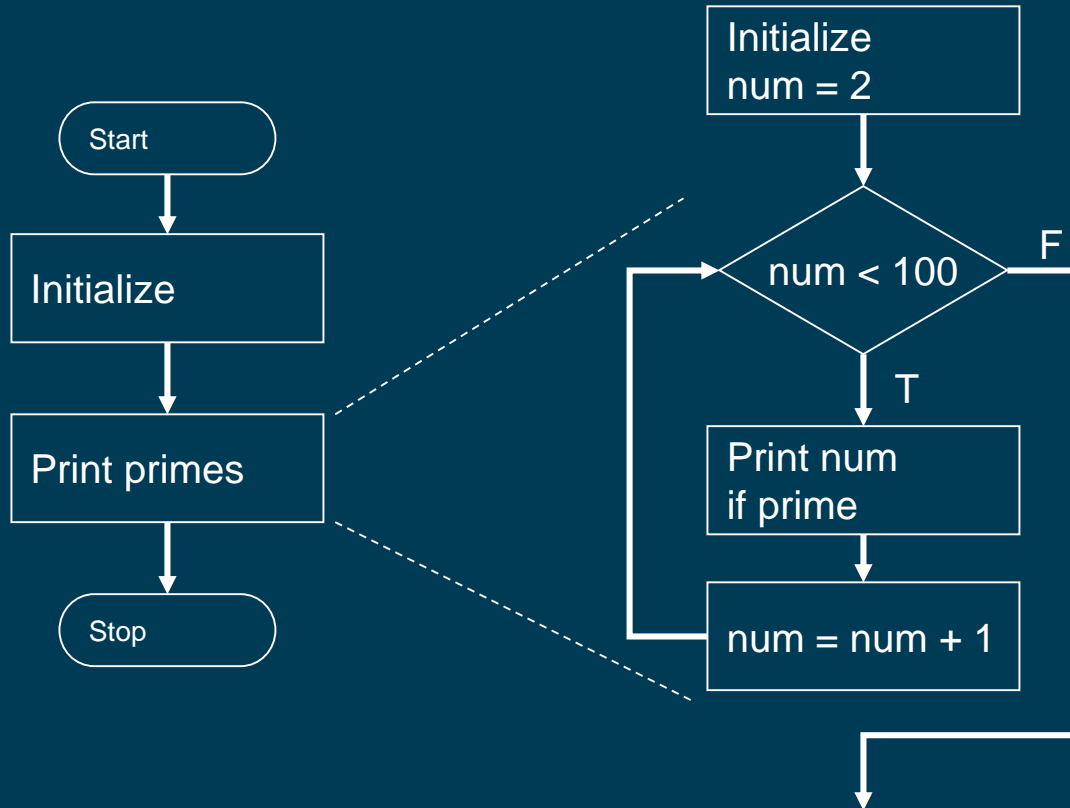 Start
Initialize
Print primes
Stop
Initialize
num = 2
num < 100
F
T
Print num
if prime
num = num + 1